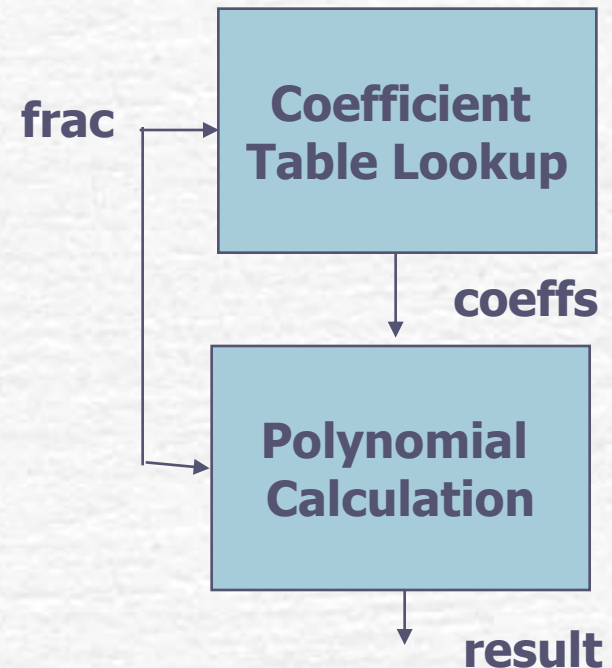 frac
Coefficient
Table Lookup
coeffs
Polynomial
Calculation
result